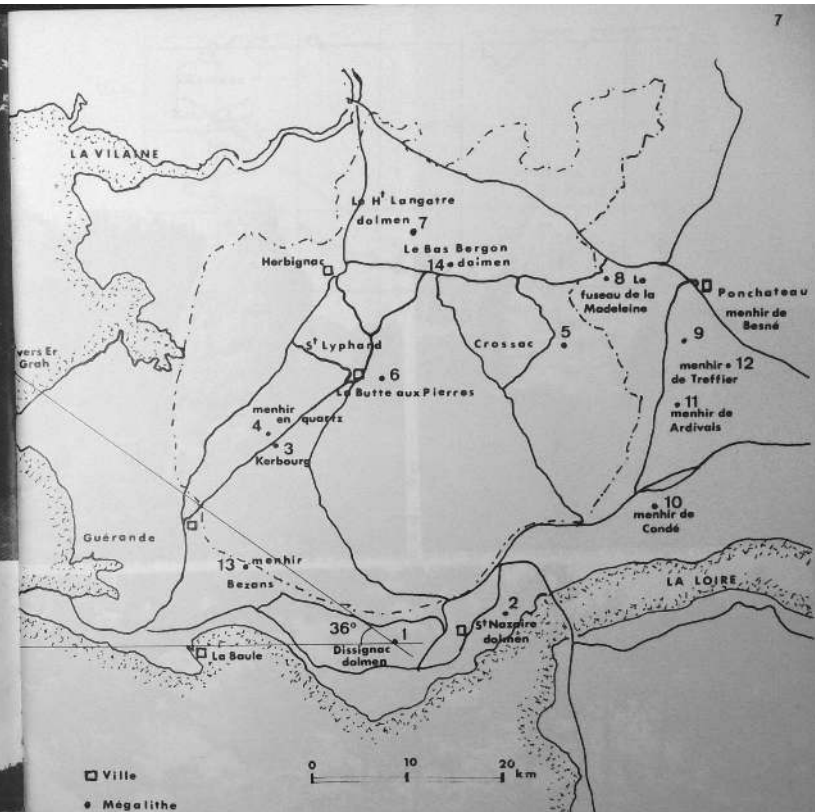 7
LA VILAINE
Le Ht Langatre
dolmen
7
Le Bas Bergon
14 dolmen
Herbignac
8 Le
fuseau de la
Madeleine
Ponchateau
menhir de
Besné
9
5
Crossac
St Lyphard
vers Er
Grah
6
La Butte aux Pierres
menhir 12
de Treffier
11
menhir de
Ardivais
menhir
en quartz
4
3
Kerbourg
10
menhir de
Condé
Guérande
13 menhir
Bezans
LA LOIRE
2
St Nazaire
dolmen
36°
1
Dissignac
dolmen
La Baule
0 10 20
km
Ville
Mégalithe